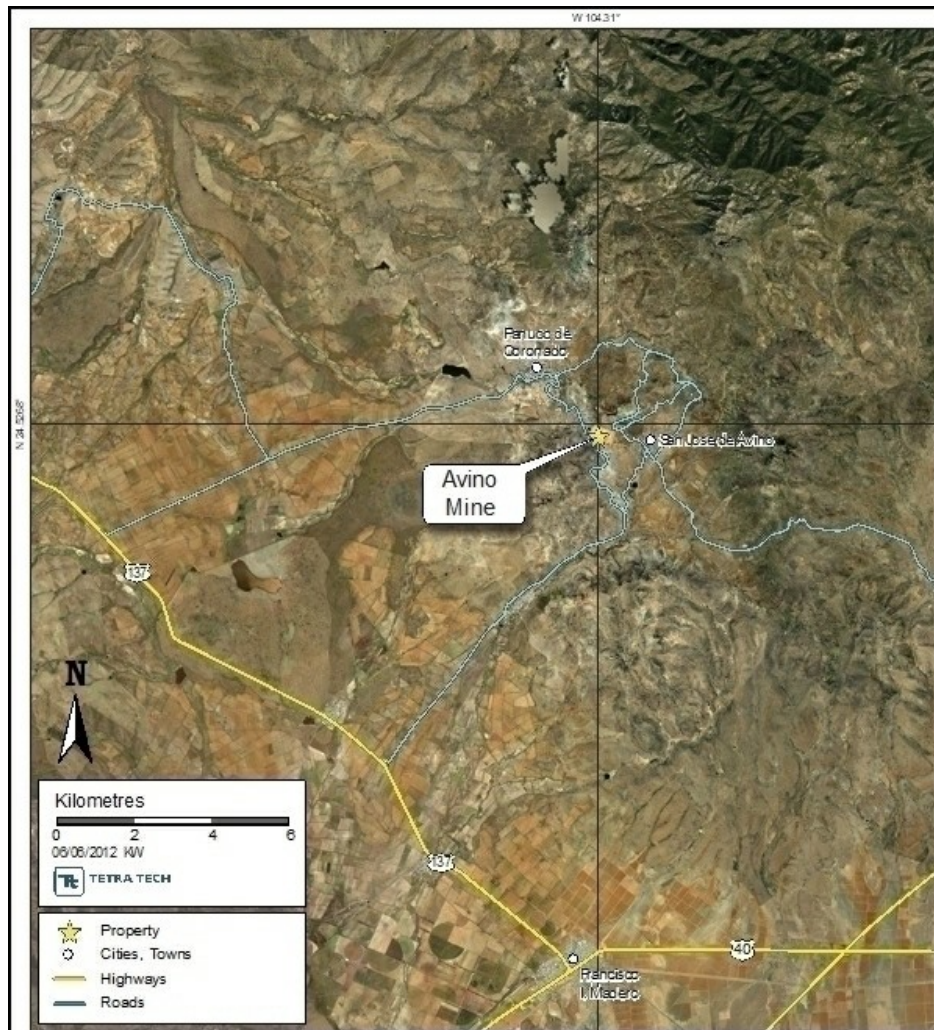 W 104.31°
Panuco de
Coronado
N 24.5268°
San Jose de Avino
Avino
Mine
137
N
Kilometres
0 2 4 6
06/06/2012 KW
Tt TETRA TECH
137
40
Property
Cities, Towns
Highways
Roads
Francisco
I. Madero